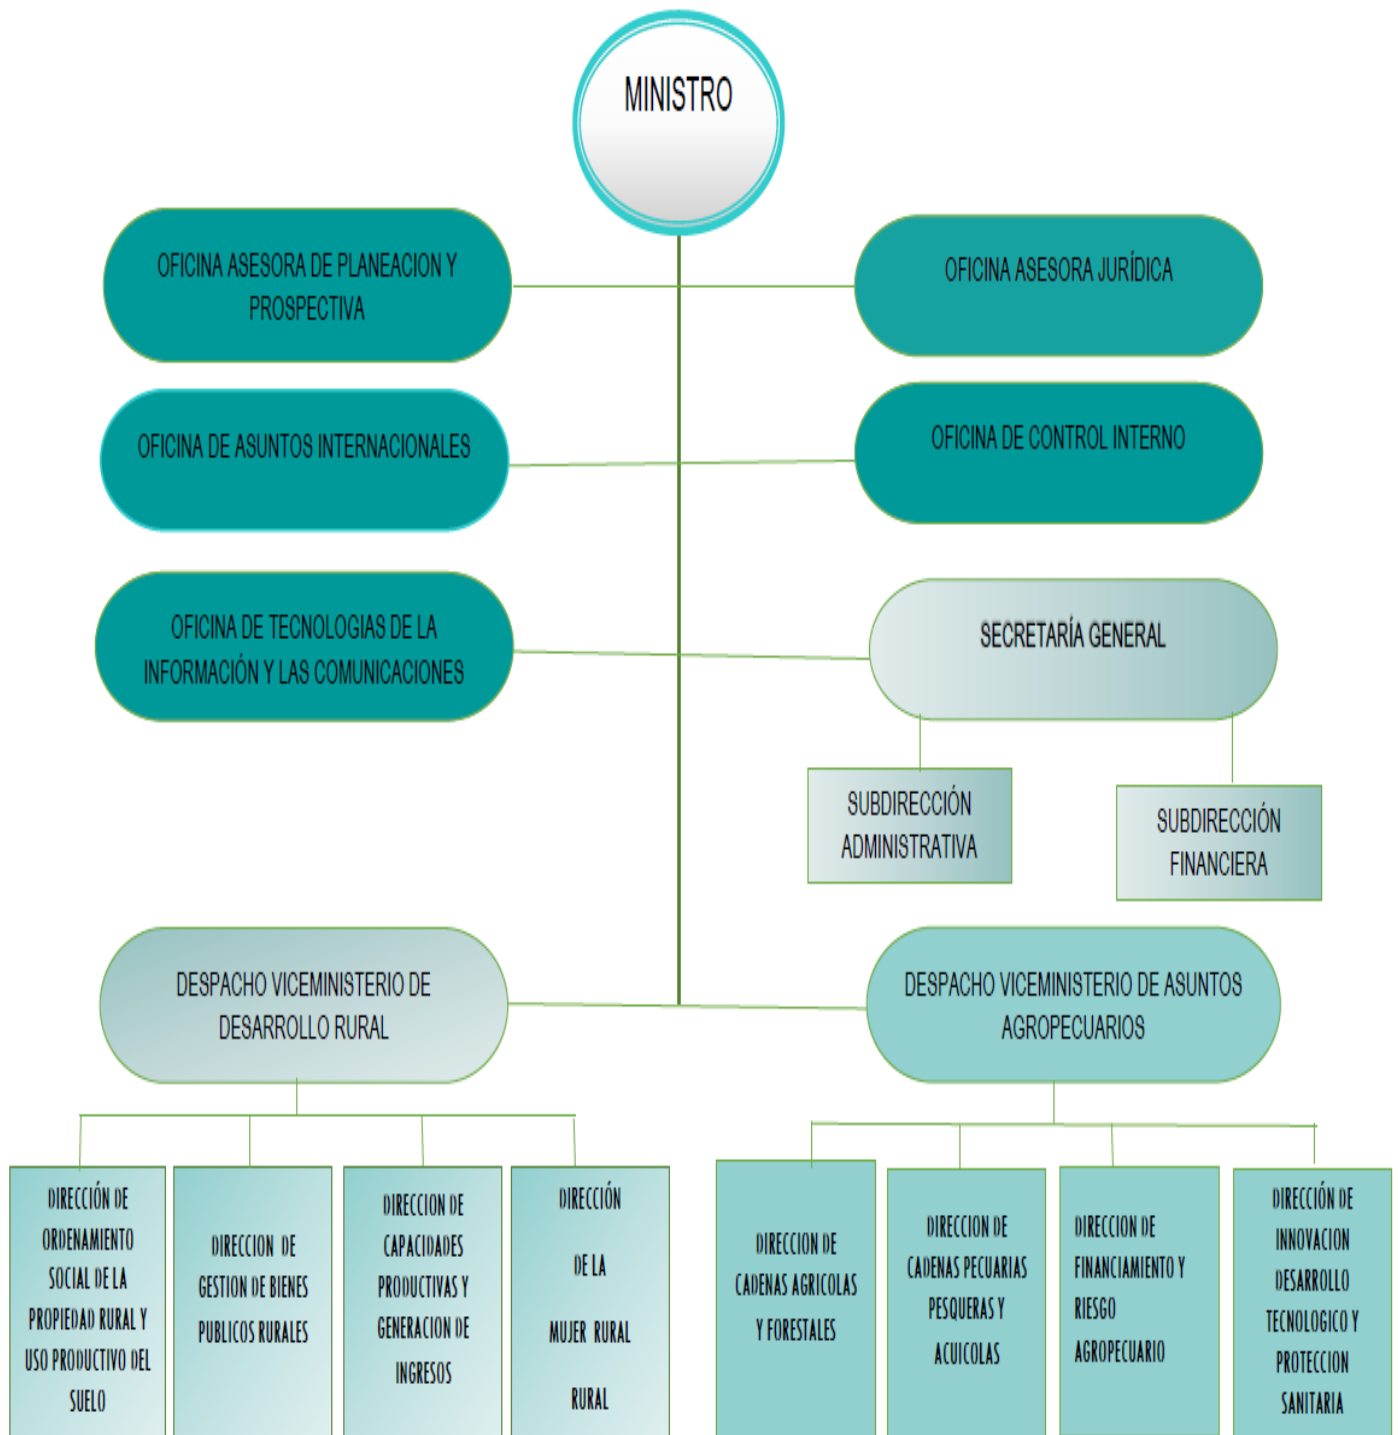 MINISTRO
OFICINA ASESORA DE PLANEACION Y
PROSPECTIVA
OFICINA ASESORA JURÍDICA
OFICINA DE ASUNTOS INTERNACIONALES
OFICINA DE CONTROL INTERNO
OFICINA DE TECNOLOGIAS DE LA
INFORMACIÓN Y LAS COMUNICACIONES
SECRETARÍA GENERAL
SUBDIRECCIÓN
ADMINISTRATIVA
SUBDIRECCIÓN
FINANCIERA
DESPACHO VICEMINISTERIO DE
DESARROLLO RURAL
DESPACHO VICEMINISTERIO DE ASUNTOS
AGROPECUARIOS
DIRECCIÓN DE
ORDENAMIENTO
SOCIAL DE LA
PROPIEDAD RURAL Y
USO PRODUCTIVO DEL
SUELO
DIRECCION DE
GESTION DE BIENES
PUBLICOS RURALES
DIRECCION DE
CAPACIDADES
PRODUCTIVAS Y
GENERACION DE
INGRESOS
DIRECCIÓN
DE LA
MUJER RURAL
RURAL
DIRECCION DE
CADENAS AGRICOLAS
Y FORESTALES
DIRECCION DE
CADENAS PECUARIAS
PESQUERAS Y
ACUICOLAS
DIRECCION DE
FINANCIAMIENTO Y
RIESGO
AGROPECUARIO
DIRECCIÓN DE
INNOVACION
DESARROLLO
TECNOLOGICO Y
PROTECCION
SANITARIA